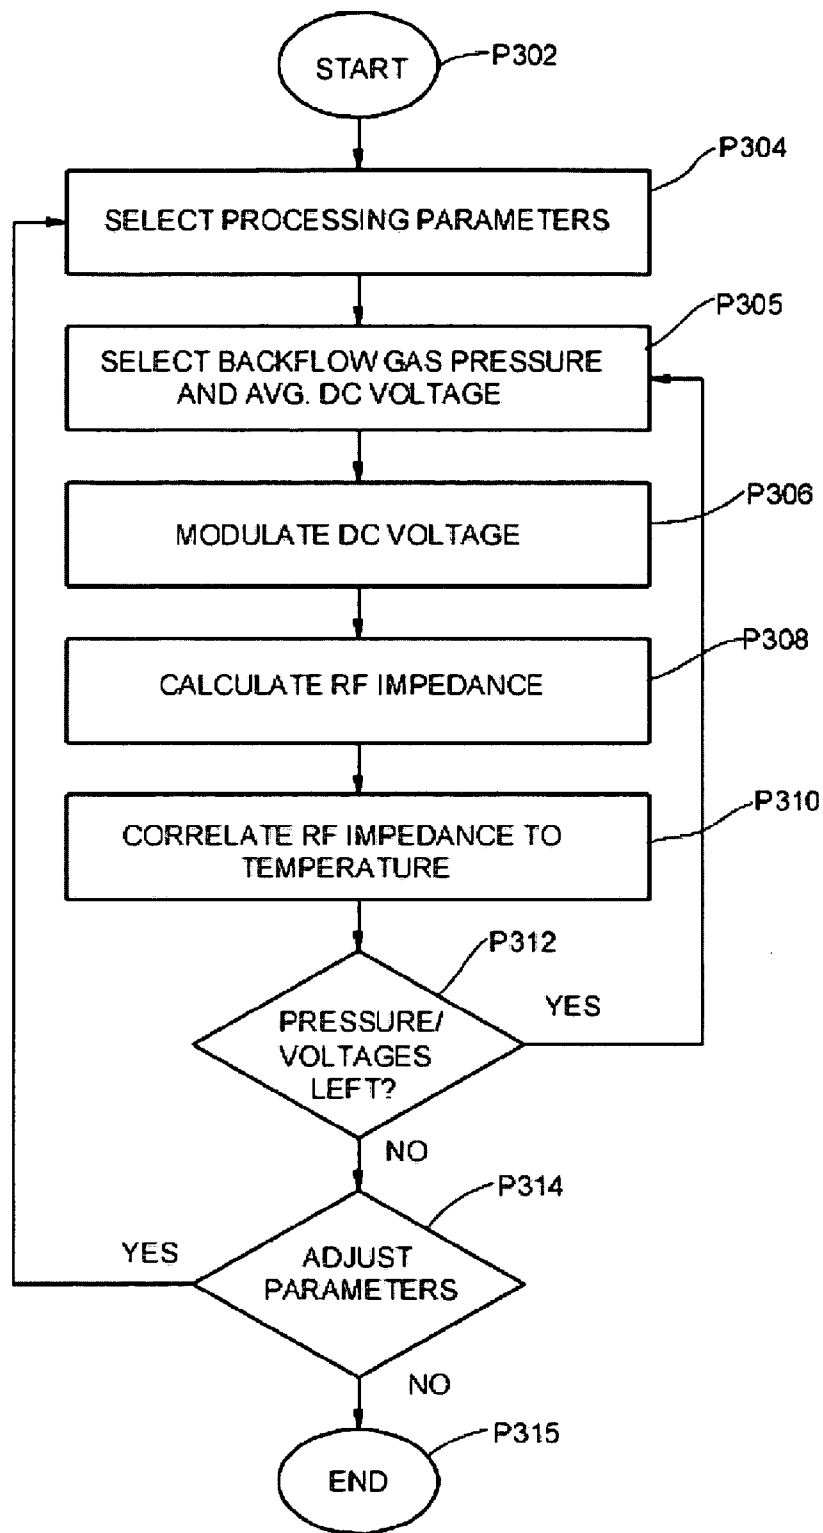 START
P302
P304
SELECT PROCESSING PARAMETERS
P305
SELECT BACKFLOW GAS PRESSURE
AND AVG. DC VOLTAGE
P306
MODULATE DC VOLTAGE
P308
CALCULATE RF IMPEDANCE
P310
CORRELATE RF IMPEDANCE TO
TEMPERATURE
P312
YES
PRESSURE/
VOLTAGES
LEFT?
NO
P314
YES
ADJUST
PARAMETERS
NO
P315
END